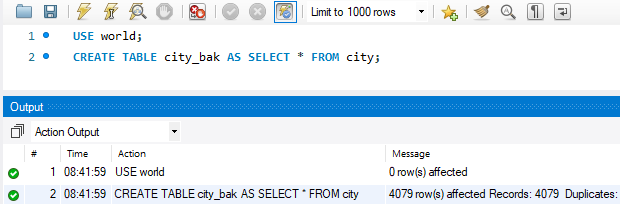 Limit to 1000 rows
1 USE world;
2 CREATE TABLE city_bak AS SELECT * FROM city;
Output
Action Output
# Time Action Message
1 08:41:59 USE world 0 row(s) affected
2 08:41:59 CREATE TABLE city_bak AS SELECT * FROM city 4079 row(s) affected Records: 4079 Duplicates: